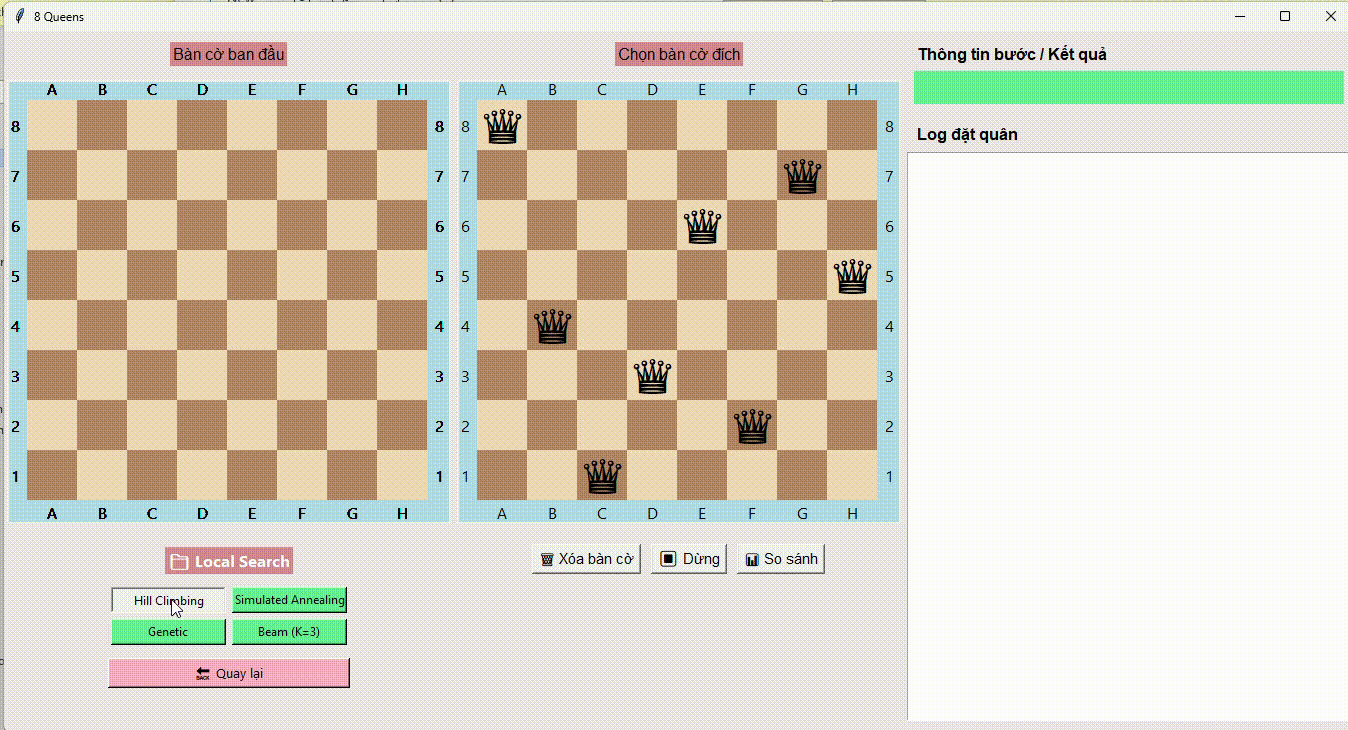 8 Queens
Bàn cờ ban đầu
Chọn bàn cờ đích
Thông tin bước / Kết quả
A B C D E F G H
A B C D E F G H
8 8 8 8
Log đặt quân
7 7 7 7
6 6 6 6
5 5 5 5
4 4 4 4
3 3 3 3
2 2 2 2
1 1 1 1
A B C D E F G H
A B C D E F G H
Local Search
Xóa bàn cờ
Dừng
So sánh
Hill Climbing
Simulated Annealing
Genetic
Beam (K=3)
BACK Quay lại